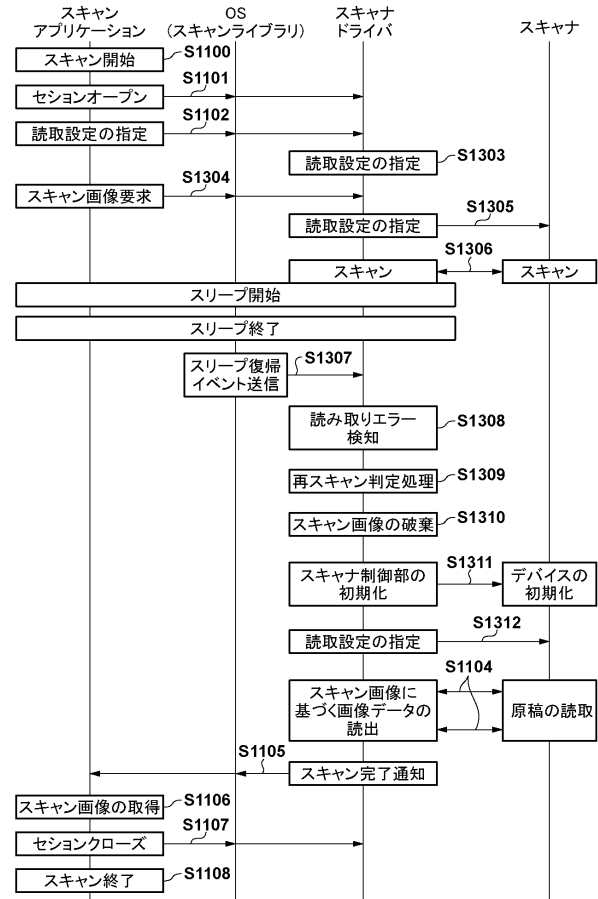 スキャン
アプリケーション
OS
(スキャンライブラリ)
スキャナ
ドライバ
スキャナ
スキャン開始
S1100
セションオープン
S1101
読取設定の指定
S1102
読取設定の指定
S1303
スキャン画像要求
S1304
読取設定の指定
S1305
スキャン
S1306
スキャン
スリープ開始
スリープ終了
スリープ復帰
イベント送信
S1307
読み取りエラー
検知
S1308
再スキャン判定処理
S1309
スキャン画像の破棄
S1310
スキャナ制御部の
初期化
S1311
デバイスの
初期化
読取設定の指定
S1312
スキャン画像に
基づく画像データの
読出
S1104
原稿の読取
S1105
スキャン完了通知
スキャン画像の取得
S1106
セションクローズ
S1107
スキャン終了
S1108